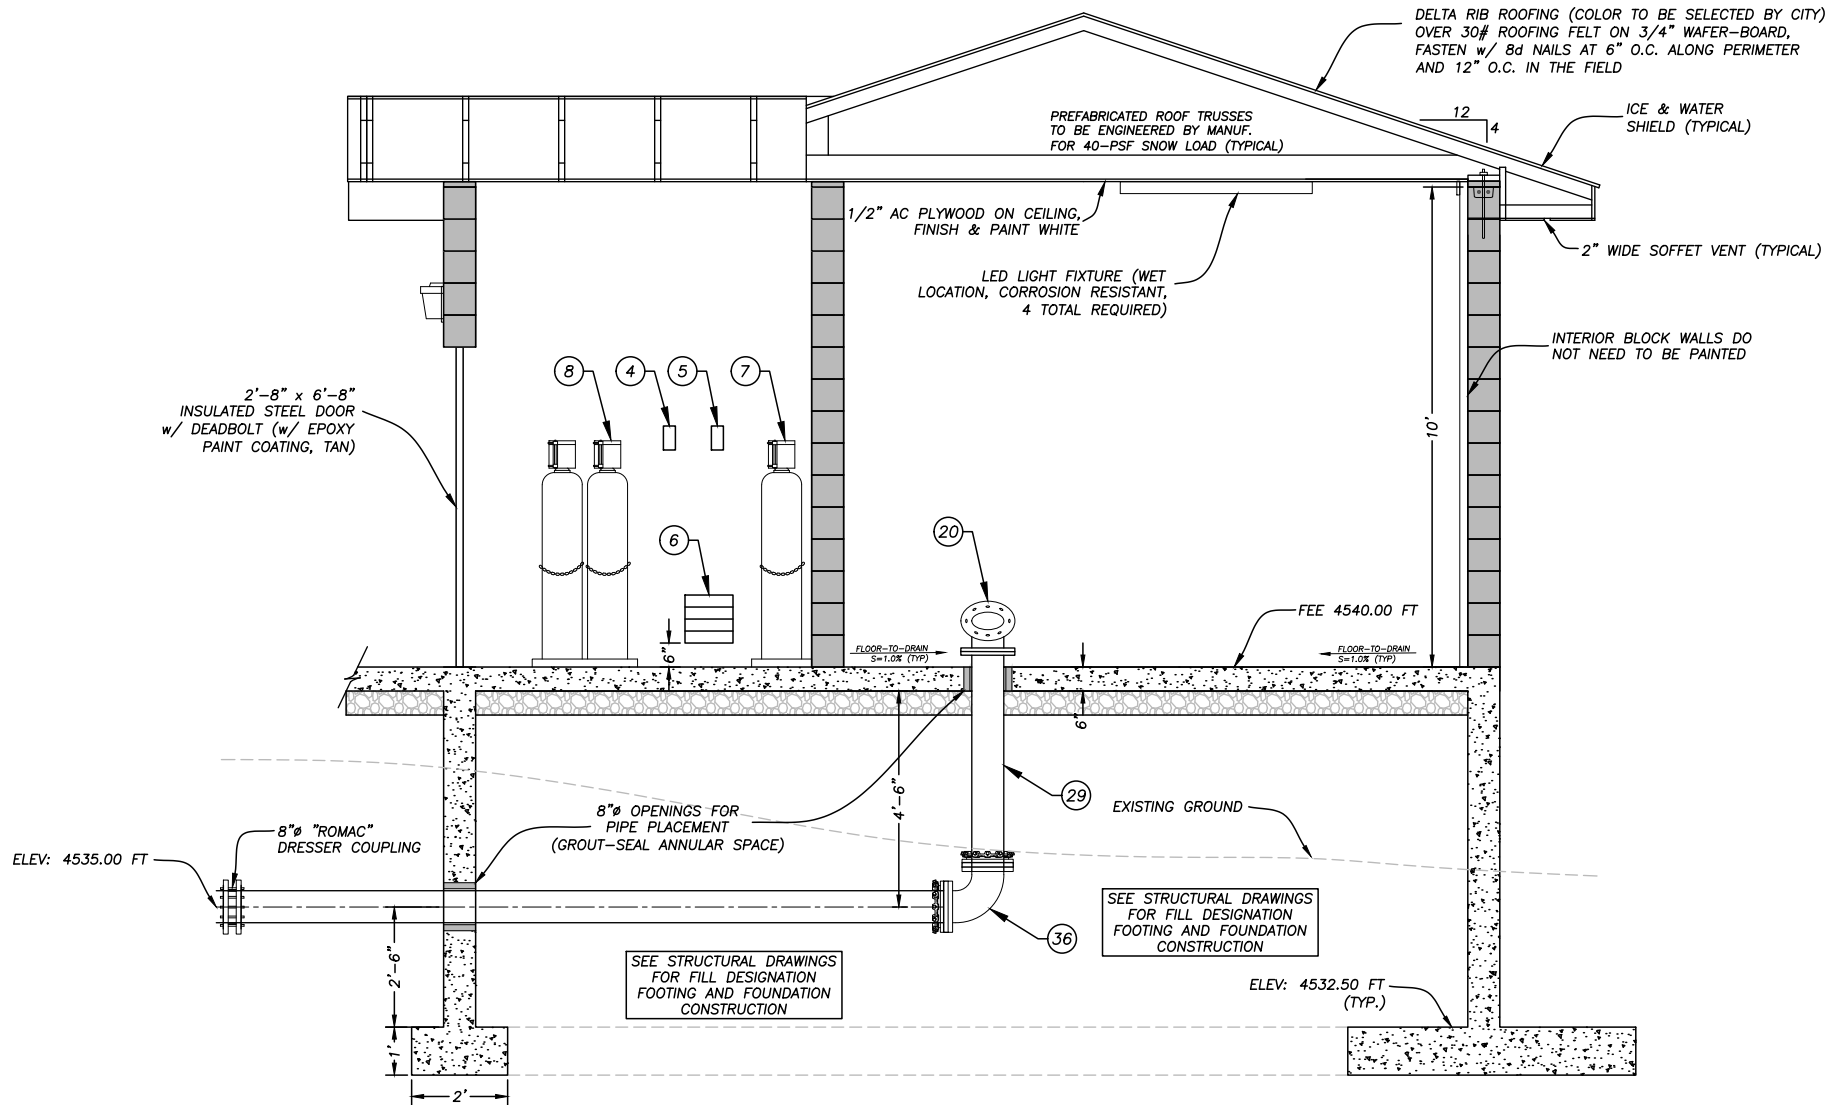 DELTA RIB ROOFING (COLOR TO BE SELECTED BY CITY)
OVER 30# ROOFING FELT ON 3/4" WAFER-BOARD,
FASTEN w/ 8d NAILS AT 6" O.C. ALONG PERIMETER
AND 12" O.C. IN THE FIELD
12
4
ICE & WATER
SHIELD (TYPICAL)
PREFABRICATED ROOF TRUSSES
TO BE ENGINEERED BY MANUF.
FOR 40-PSF SNOW LOAD (TYPICAL)
1/2" AC PLYWOOD ON CEILING,
FINISH & PAINT WHITE
2" WIDE SOFFET VENT (TYPICAL)
LED LIGHT FIXTURE (WET
LOCATION, CORROSION RESISTANT,
4 TOTAL REQUIRED)
INTERIOR BLOCK WALLS DO
NOT NEED TO BE PAINTED
8
4
5
7
2'-8" x 6'-8"
INSULATED STEEL DOOR
w/ DEADBOLT (w/ EPOXY
PAINT COATING, TAN)
10'
6
20
FEE 4540.00 FT
6"
FLOOR-TO-DRAIN
S=1.0% (TYP)
FLOOR-TO-DRAIN
S=1.0% (TYP)
6"
4'-6"
29
8"ø OPENINGS FOR
PIPE PLACEMENT
(GROUT-SEAL ANNULAR SPACE)
EXISTING GROUND
8"ø "ROMAC"
DRESSER COUPLING
ELEV: 4535.00 FT
36
SEE STRUCTURAL DRAWINGS
FOR FILL DESIGNATION
FOOTING AND FOUNDATION
CONSTRUCTION
2'-6"
SEE STRUCTURAL DRAWINGS
FOR FILL DESIGNATION
FOOTING AND FOUNDATION
CONSTRUCTION
ELEV: 4532.50 FT
(TYP.)
1'
2'